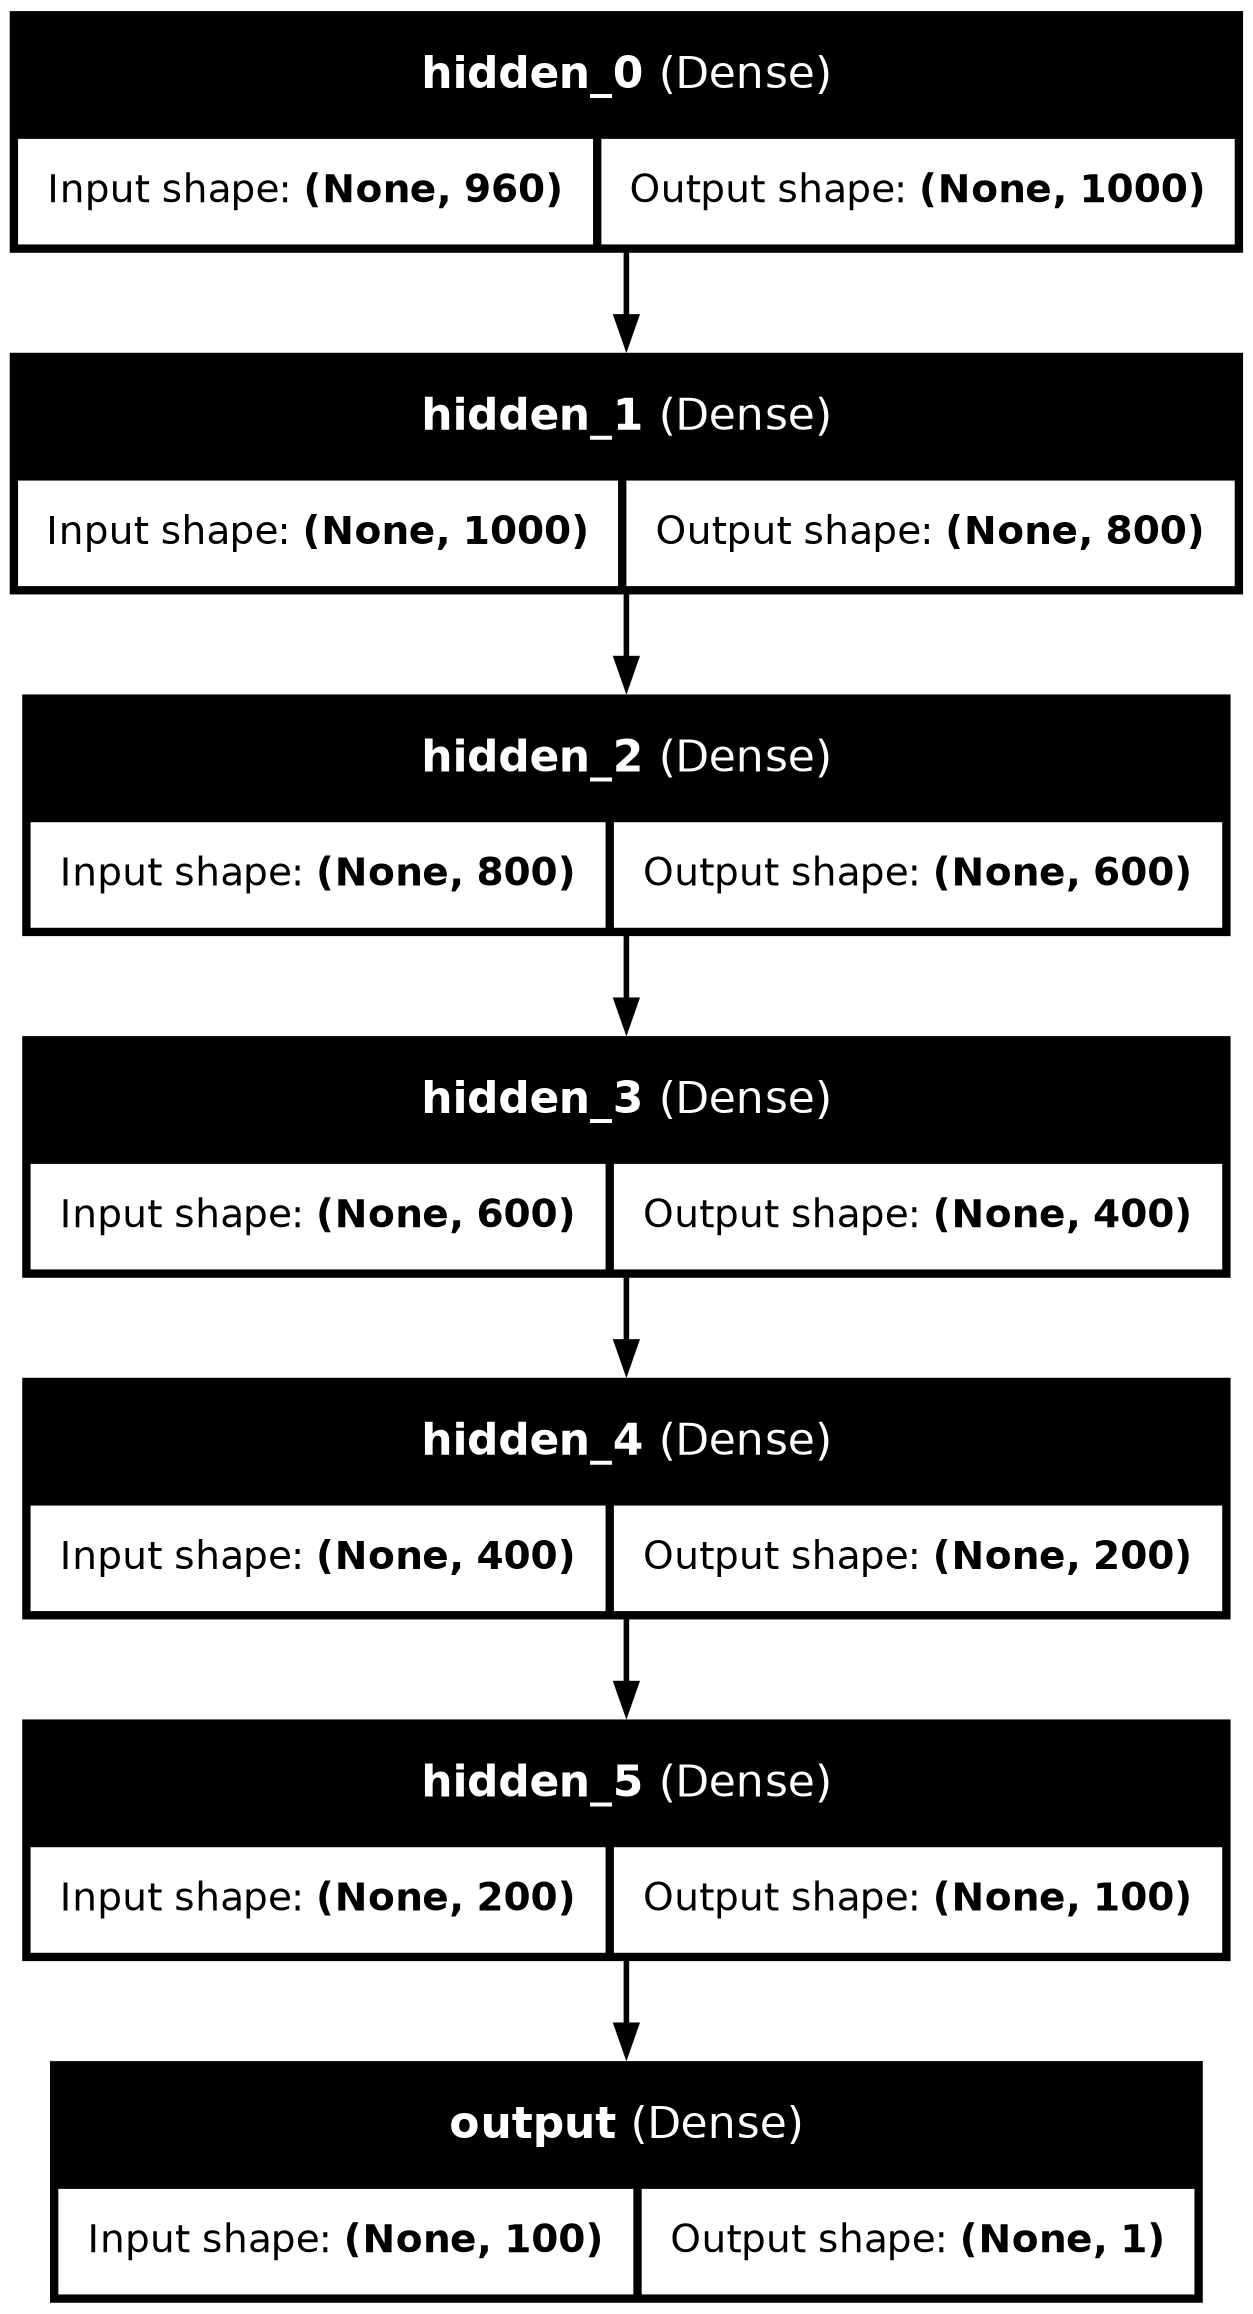 hidden_0 (Dense)
Input shape: (None, 960) Output shape: (None, 1000)
hidden_1 (Dense)
Input shape: (None, 1000) Output shape: (None, 800)
hidden_2 (Dense)
Input shape: (None, 800) Output shape: (None, 600)
hidden_3 (Dense)
Input shape: (None, 600) Output shape: (None, 400)
hidden_4 (Dense)
Input shape: (None, 400) Output shape: (None, 200)
hidden_5 (Dense)
Input shape: (None, 200) Output shape: (None, 100)
output (Dense)
Input shape: (None, 100) Output shape: (None, 1)